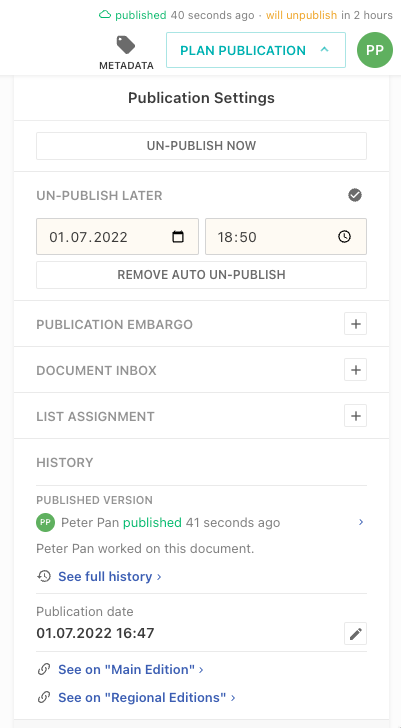 published 40 seconds ago · will unpublish in 2 hours
METADATA
PLAN PUBLICATION
PP
Publication Settings
UN-PUBLISH NOW
UN-PUBLISH LATER
01.07.2022 18:50
REMOVE AUTO UN-PUBLISH
PUBLICATION EMBARGO
DOCUMENT INBOX
LIST ASSIGNMENT
HISTORY
PUBLISHED VERSION
PP Peter Pan published 41 seconds ago
Peter Pan worked on this document.
See full history ›
Publication date
01.07.2022 16:47
See on "Main Edition" ›
See on "Regional Editions" ›